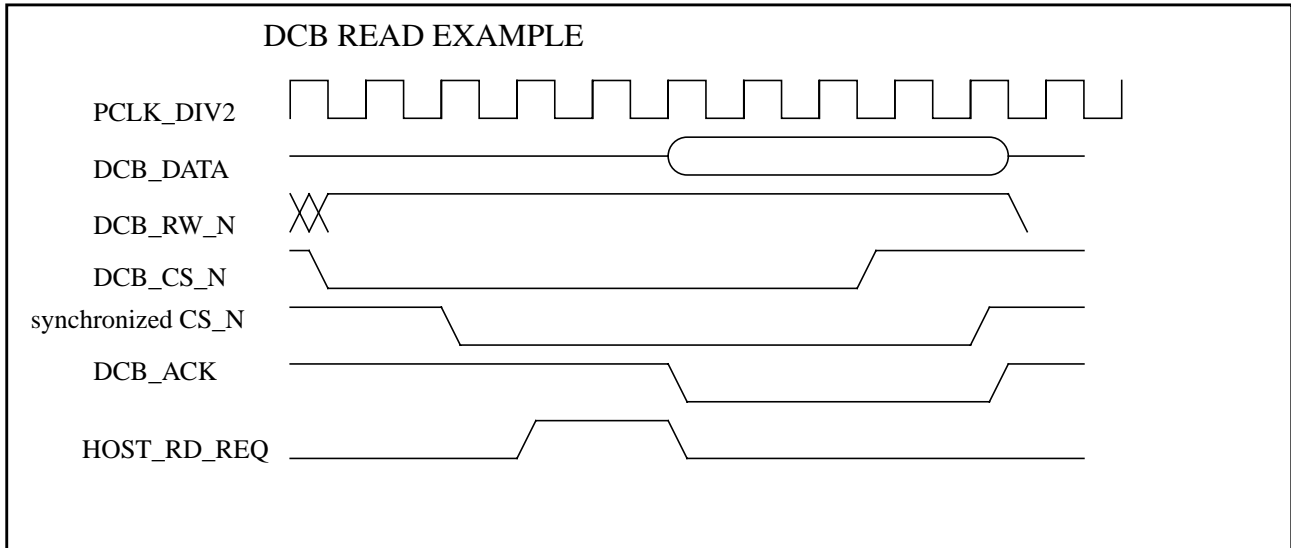 DCB READ EXAMPLE
PCLK_DIV2
DCB_DATA
DCB_RW_N
DCB_CS_N
synchronized CS_N
DCB_ACK
HOST_RD_REQ